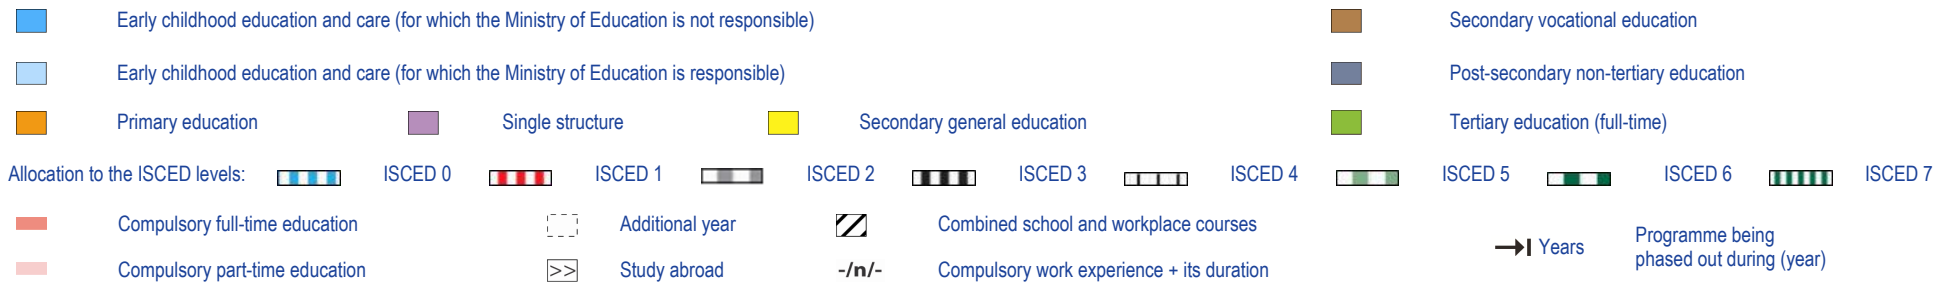 Early childhood education and care (for which the Ministry of Education is not responsible)
Secondary vocational education
Early childhood education and care (for which the Ministry of Education is responsible)
Post-secondary non-tertiary education
Primary education
Single structure
Secondary general education
Tertiary education (full-time)
Allocation to the ISCED levels:
ISCED 0
ISCED 1
ISCED 2
ISCED 3
ISCED 4
ISCED 5
ISCED 6
ISCED 7
Compulsory full-time education
Additional year
Combined school and workplace courses
Years
Programme being
phased out during (year)
Compulsory part-time education
>>
Study abroad
-/n/-
Compulsory work experience + its duration